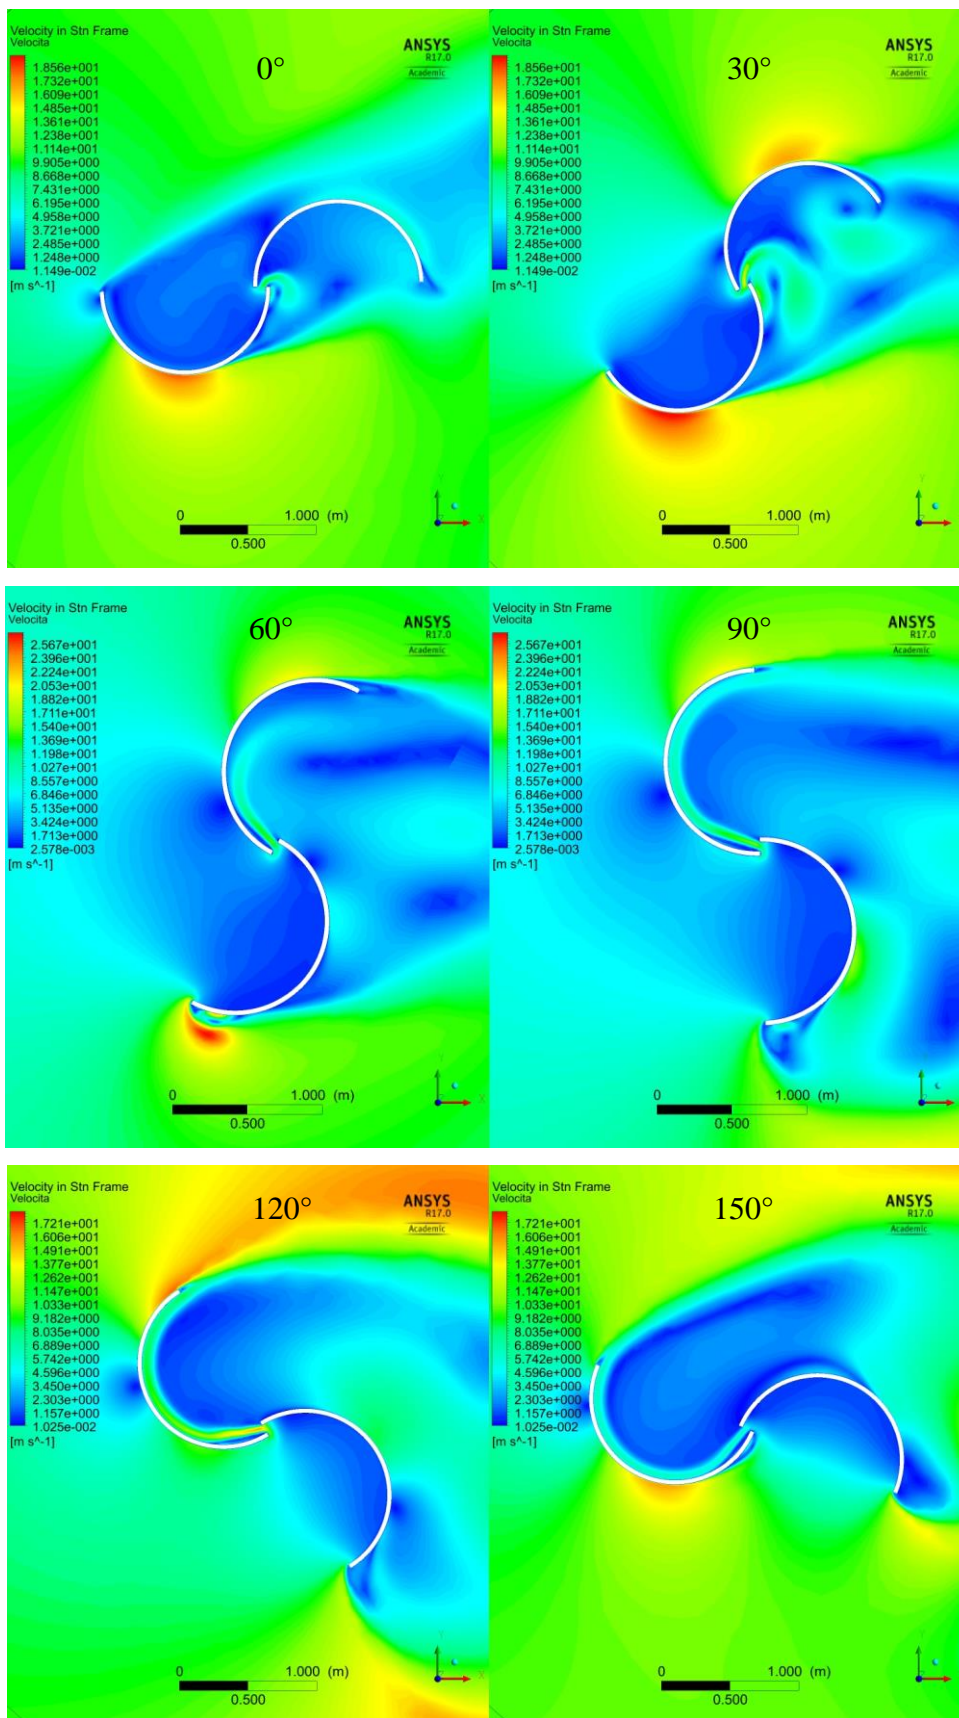 Velocity in Stn Frame
Velocita
ANSYS
R17.0
Academic
0°
1.856e+001
1.732e+001
1.609e+001
1.485e+001
1.361e+001
1.238e+001
1.114e+001
9.905e+000
8.668e+000
7.431e+000
6.195e+000
4.958e+000
3.721e+000
2.485e+000
1.248e+000
1.149e-002
[m s^-1]
0 1.000 (m)
0.500
Y
X
Velocity in Stn Frame
Velocita
ANSYS
R17.0
Academic
30°
1.856e+001
1.732e+001
1.609e+001
1.485e+001
1.361e+001
1.238e+001
1.114e+001
9.905e+000
8.668e+000
7.431e+000
6.195e+000
4.958e+000
3.721e+000
2.485e+000
1.248e+000
1.149e-002
[m s^-1]
0 1.000 (m)
0.500
Y
Velocity in Stn Frame
Velocita
ANSYS
R17.0
Academic
60°
2.567e+001
2.396e+001
2.224e+001
2.053e+001
1.882e+001
1.711e+001
1.540e+001
1.369e+001
1.198e+001
1.027e+001
8.557e+000
6.846e+000
5.135e+000
3.424e+000
1.713e+000
2.578e-003
[m s^-1]
0 1.000 (m)
0.500
Y
X
Velocity in Stn Frame
Velocita
ANSYS
R17.0
Academic
90°
2.567e+001
2.396e+001
2.224e+001
2.053e+001
1.882e+001
1.711e+001
1.540e+001
1.369e+001
1.198e+001
1.027e+001
8.557e+000
6.846e+000
5.135e+000
3.424e+000
1.713e+000
2.578e-003
[m s^-1]
0 1.000 (m)
0.500
Y
Velocity in Stn Frame
Velocita
ANSYS
R17.0
Academic
120°
1.721e+001
1.606e+001
1.491e+001
1.377e+001
1.262e+001
1.147e+001
1.033e+001
9.182e+000
8.035e+000
6.889e+000
5.742e+000
4.596e+000
3.450e+000
2.303e+000
1.157e+000
1.025e-002
[m s^-1]
0 1.000 (m)
0.500
Y
X
Velocity in Stn Frame
Velocita
ANSYS
R17.0
Academic
150°
1.721e+001
1.606e+001
1.491e+001
1.377e+001
1.262e+001
1.147e+001
1.033e+001
9.182e+000
8.035e+000
6.889e+000
5.742e+000
4.596e+000
3.450e+000
2.303e+000
1.157e+000
1.025e-002
[m s^-1]
0 1.000 (m)
0.500
Y